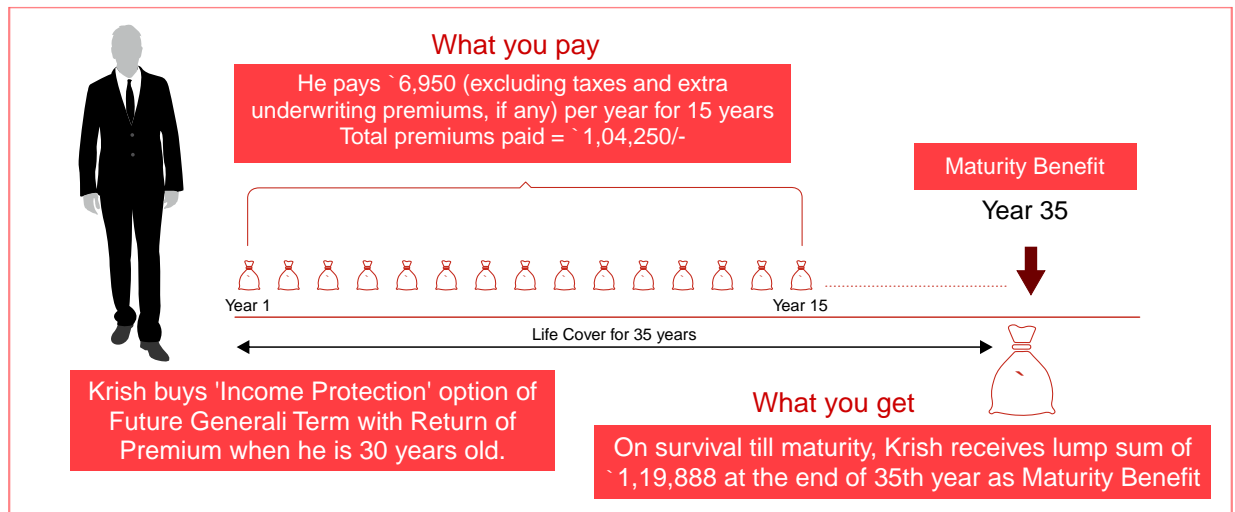 What you pay
He pays `6,950 (excluding taxes and extra
underwriting premiums, if any) per year for 15 years
Total premiums paid = `1,04,250/-
Maturity Benefit
Year 35
Year 1
Year 15
Life Cover for 35 years
Krish buys 'Income Protection' option of
Future Generali Term with Return of
Premium when he is 30 years old.
What you get
On survival till maturity, Krish receives lump sum of
`1,19,888 at the end of 35th year as Maturity Benefit